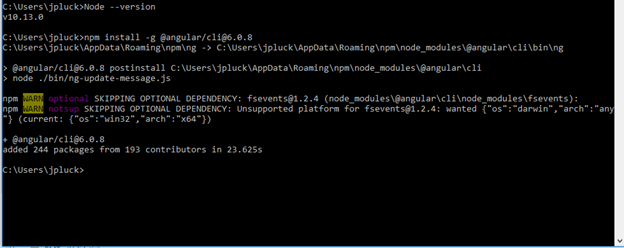 C:\Users\jpluck>Node --version
v10.13.0
C:\Users\jpluck>npm install -g @angular/cli@6.0.8
C:\Users\jpluck\AppData\Roaming\npm\ng -> C:\Users\jpluck\AppData\Roaming\npm\node_modules\@angular\cli\bin\ng
> @angular/cli@6.0.8 postinstall C:\Users\jpluck\AppData\Roaming\npm\node_modules\@angular\cli
> node ./bin/ng-update-message.js
npm WARN optional SKIPPING OPTIONAL DEPENDENCY: fsevents@1.2.4 (node_modules\@angular\cli\node_modules\fsevents):
npm WARN notsup SKIPPING OPTIONAL DEPENDENCY: Unsupported platform for fsevents@1.2.4: wanted {"os":"darwin","arch":"any
"} (current: {"os":"win32","arch":"x64"})
+ @angular/cli@6.0.8
added 244 packages from 193 contributors in 23.625s
C:\Users\jpluck>